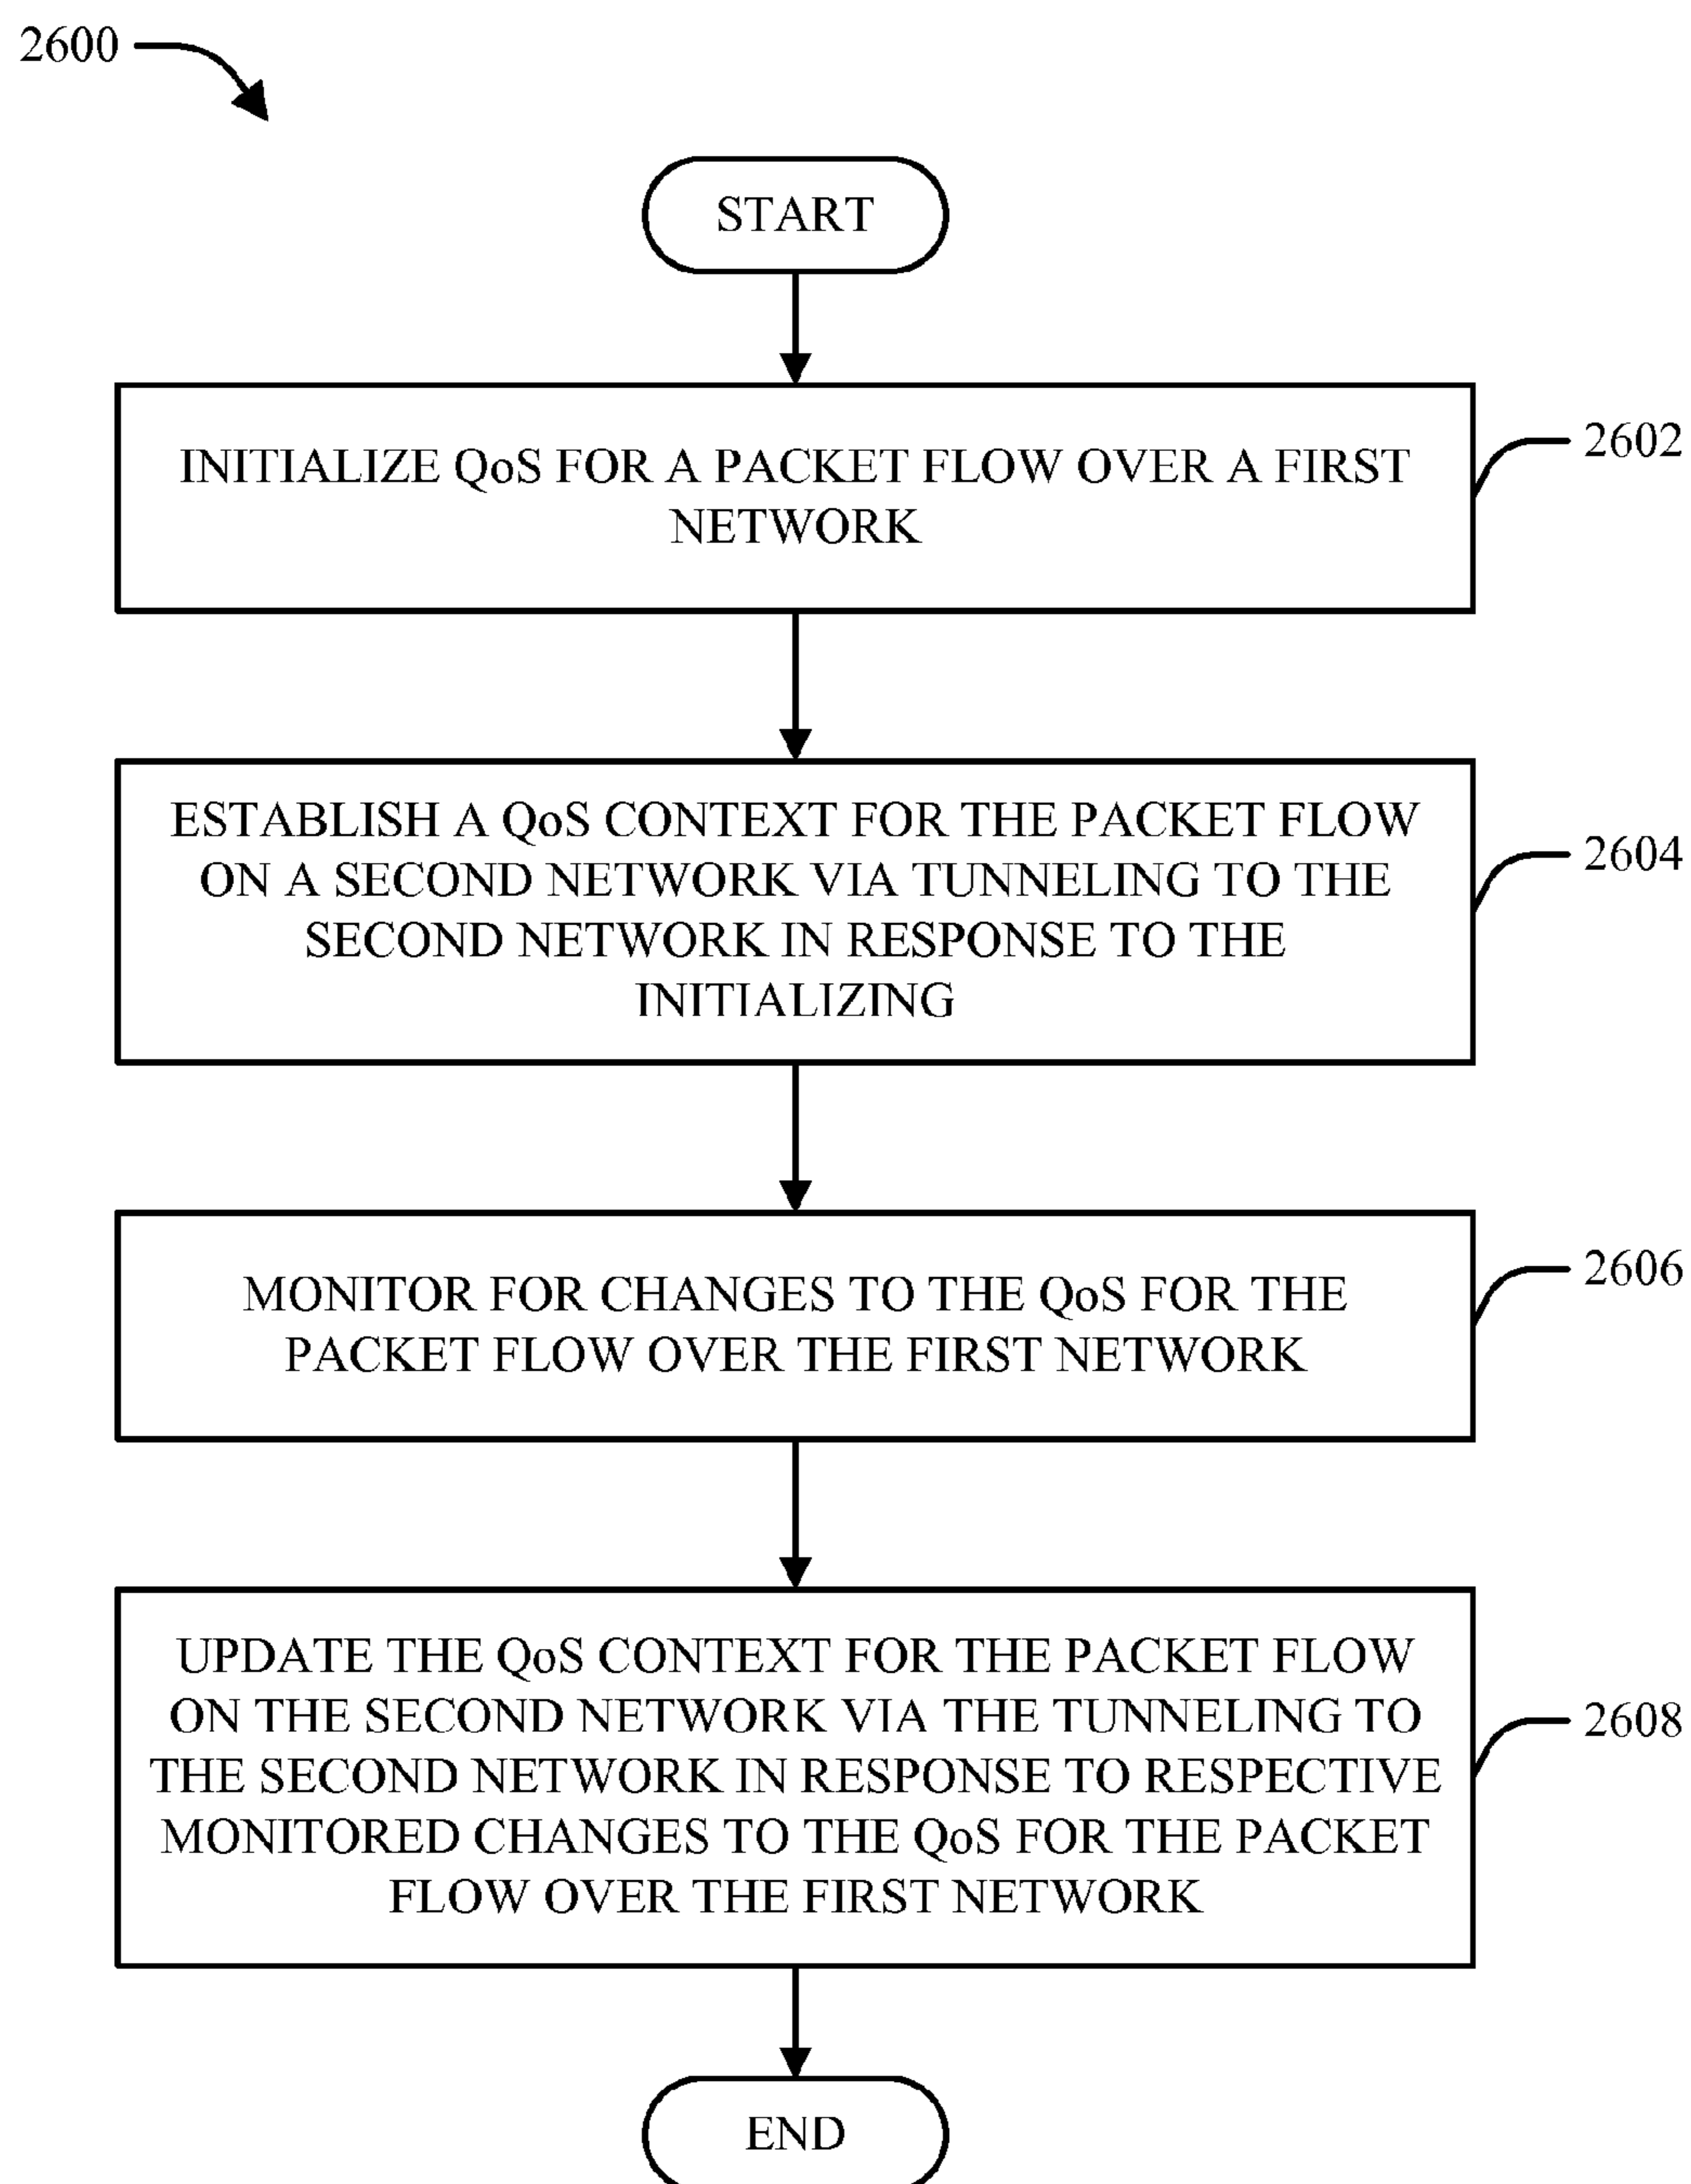 2600
START
INITIALIZE QoS FOR A PACKET FLOW OVER A FIRST
NETWORK
2602
ESTABLISH A QoS CONTEXT FOR THE PACKET FLOW
ON A SECOND NETWORK VIA TUNNELING TO THE
SECOND NETWORK IN RESPONSE TO THE
INITIALIZING
2604
MONITOR FOR CHANGES TO THE QoS FOR THE
PACKET FLOW OVER THE FIRST NETWORK
2606
UPDATE THE QoS CONTEXT FOR THE PACKET FLOW
ON THE SECOND NETWORK VIA THE TUNNELING TO
THE SECOND NETWORK IN RESPONSE TO RESPECTIVE
MONITORED CHANGES TO THE QoS FOR THE PACKET
FLOW OVER THE FIRST NETWORK
2608
END